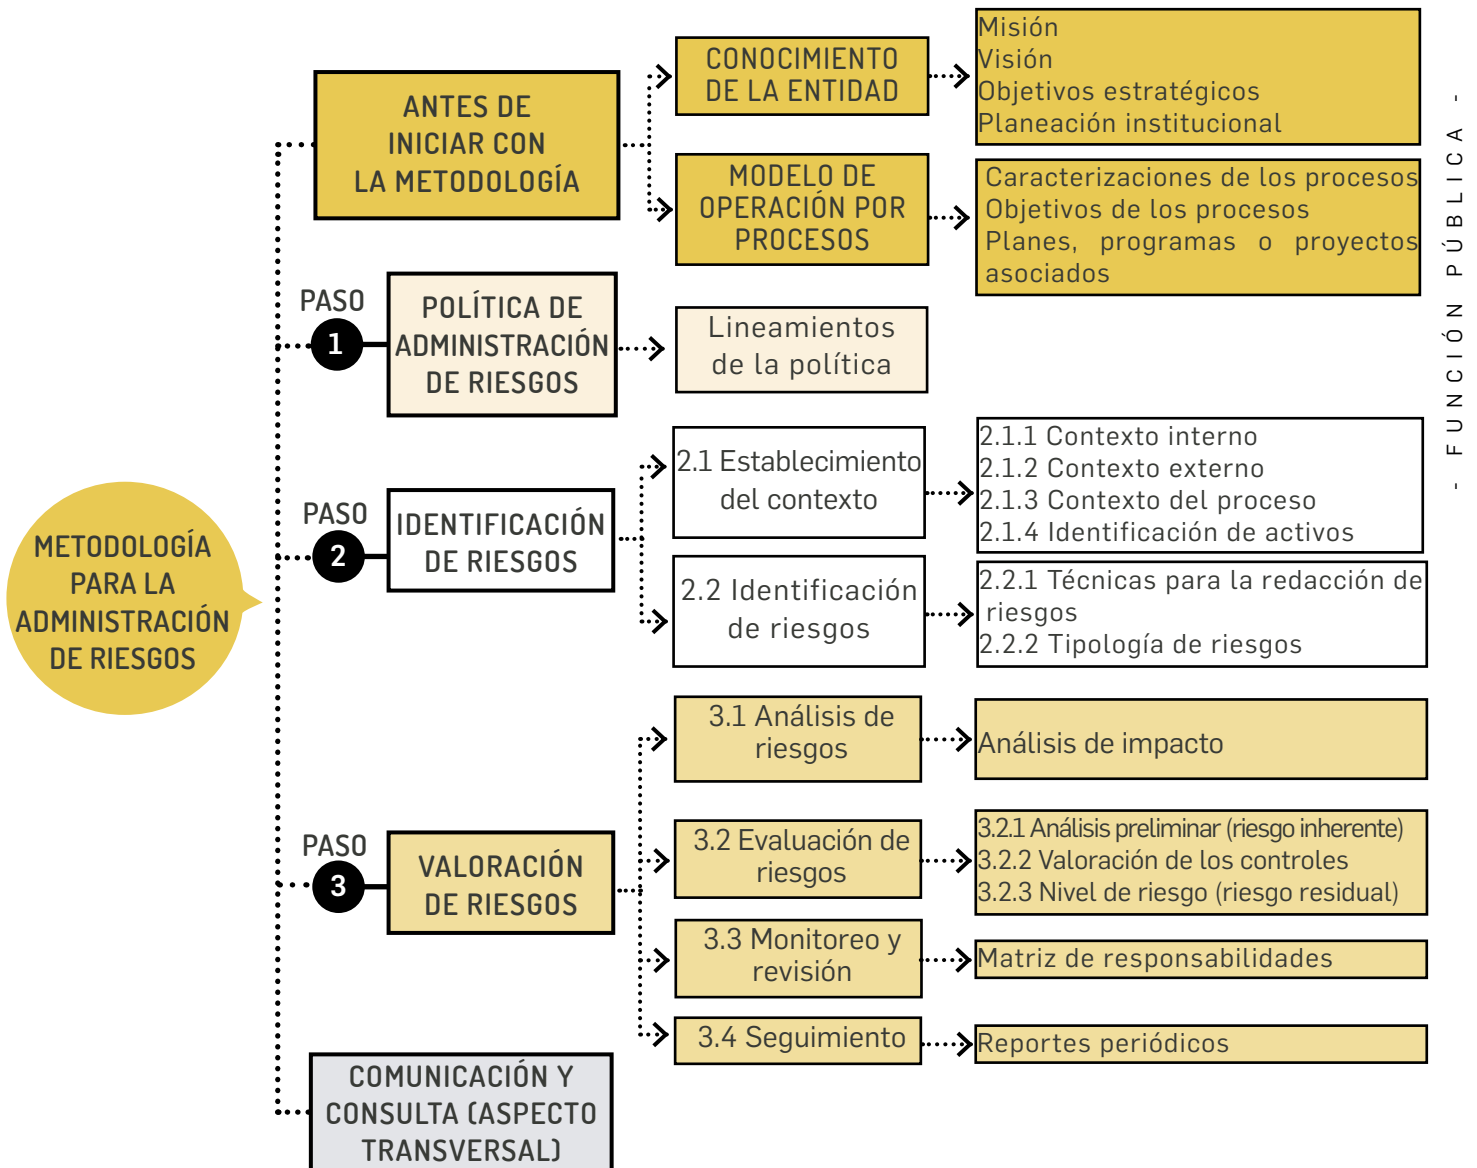 METODOLOGÍA
PARA LA
ADMINISTRACIÓN
DE RIESGOS
ANTES DE
INICIAR CON
LA METODOLOGÍA
CONOCIMIENTO
DE LA ENTIDAD
Misión
Visión
Objetivos estratégicos
Planeación institucional
MODELO DE
OPERACIÓN POR
PROCESOS
Caracterizaciones de los procesos
Objetivos de los procesos
Planes, programas o proyectos
asociados
PASO
1
POLÍTICA DE
ADMINISTRACIÓN
DE RIESGOS
Lineamientos
de la política
PASO
2
IDENTIFICACIÓN
DE RIESGOS
2.1 Establecimiento
del contexto
2.1.1 Contexto interno
2.1.2 Contexto externo
2.1.3 Contexto del proceso
2.1.4 Identificación de activos
2.2 Identificación
de riesgos
2.2.1 Técnicas para la redacción de
riesgos
2.2.2 Tipología de riesgos
PASO
3
VALORACIÓN
DE RIESGOS
3.1 Análisis de
riesgos
Análisis de impacto
3.2 Evaluación de
riesgos
3.2.1 Análisis preliminar (riesgo inherente)
3.2.2 Valoración de los controles
3.2.3 Nivel de riesgo (riesgo residual)
3.3 Monitoreo y
revisión
Matriz de responsabilidades
3.4 Seguimiento
Reportes periódicos
COMUNICACIÓN Y
CONSULTA (ASPECTO
TRANSVERSAL)
- FUNCIÓN PÚBLICA -